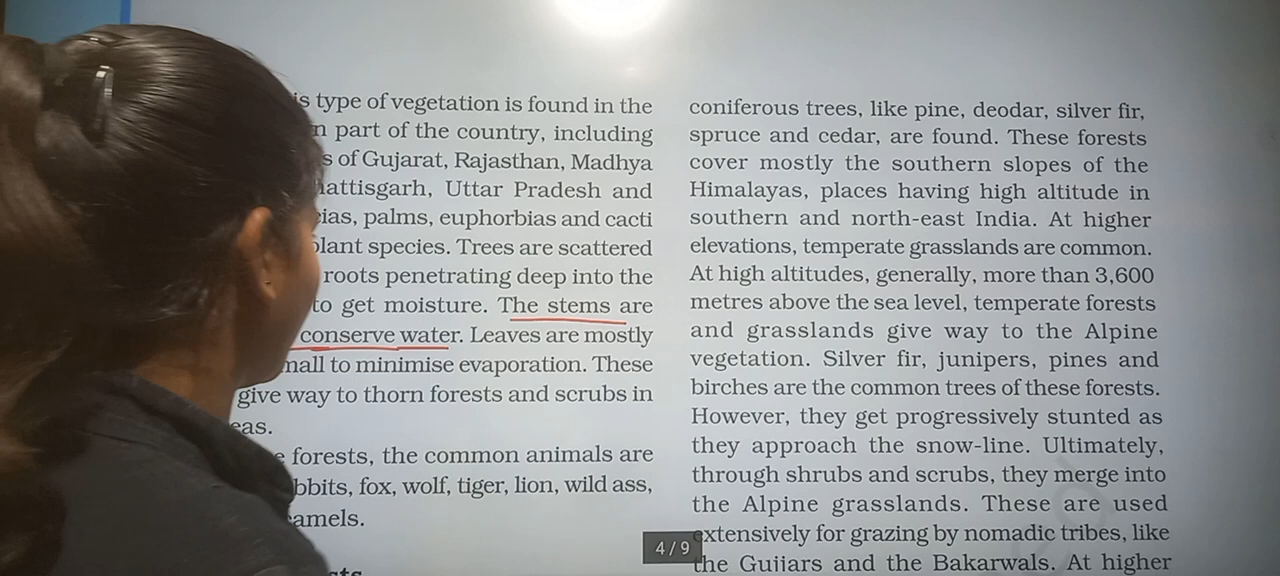 is type of vegetation is found in the
n part of the country, including
s of Gujarat, Rajasthan, Madhya
hattisgarh, Uttar Pradesh and
cias, palms, euphorbias and cacti
plant species. Trees are scattered
roots penetrating deep into the
to get moisture. The stems are
conserve water. Leaves are mostly
mall to minimise evaporation. These
give way to thorn forests and scrubs in
eas.
e forests, the common animals are
bbits, fox, wolf, tiger, lion, wild ass,
amels.
coniferous trees, like pine, deodar, silver fir,
spruce and cedar, are found. These forests
cover mostly the southern slopes of the
Himalayas, places having high altitude in
southern and north-east India. At higher
elevations, temperate grasslands are common.
At high altitudes, generally, more than 3,600
metres above the sea level, temperate forests
and grasslands give way to the Alpine
vegetation. Silver fir, junipers, pines and
birches are the common trees of these forests.
However, they get progressively stunted as
they approach the snow-line. Ultimately,
through shrubs and scrubs, they merge into
the Alpine grasslands. These are used
extensively for grazing by nomadic tribes, like
the Gujjars and the Bakarwals. At higher
4 / 9